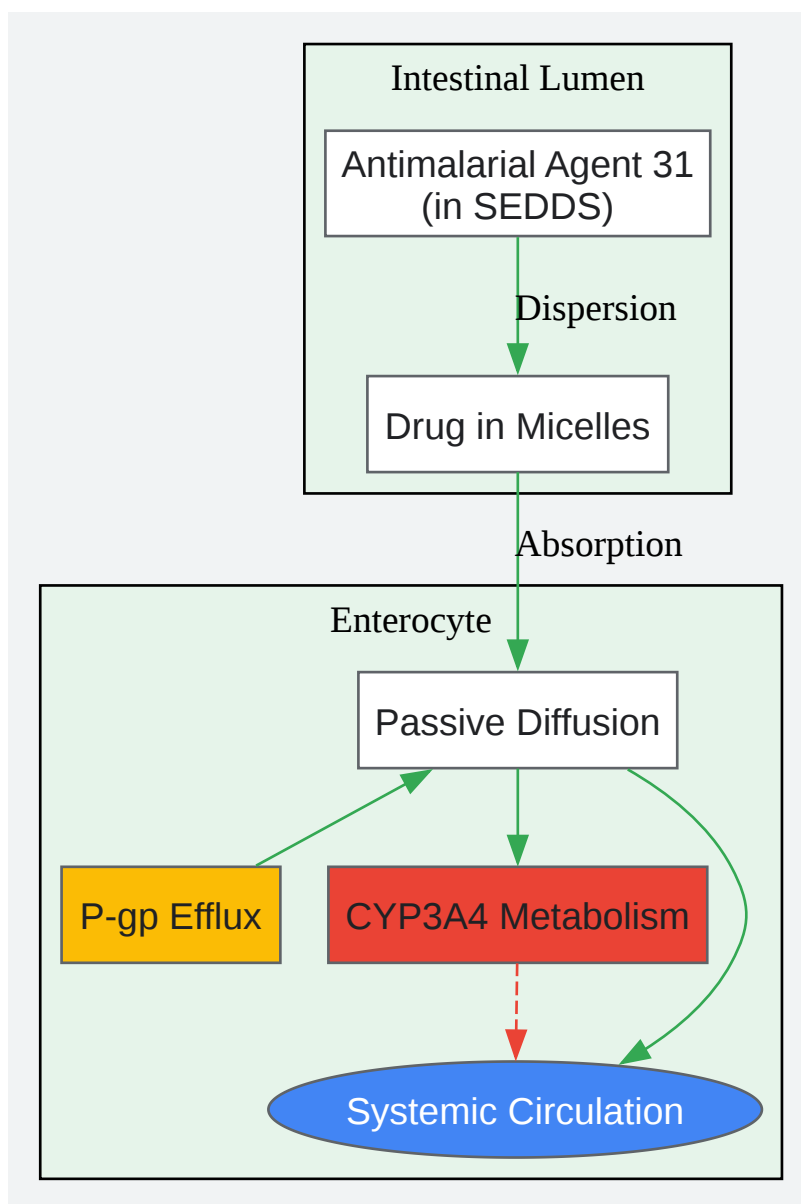 Intestinal Lumen
Antimalarial Agent 31
(in SEDDS)
Dispersion
Drug in Micelles
Absorption
Enterocyte
Passive Diffusion
P-gp Efflux
CYP3A4 Metabolism
Systemic Circulation